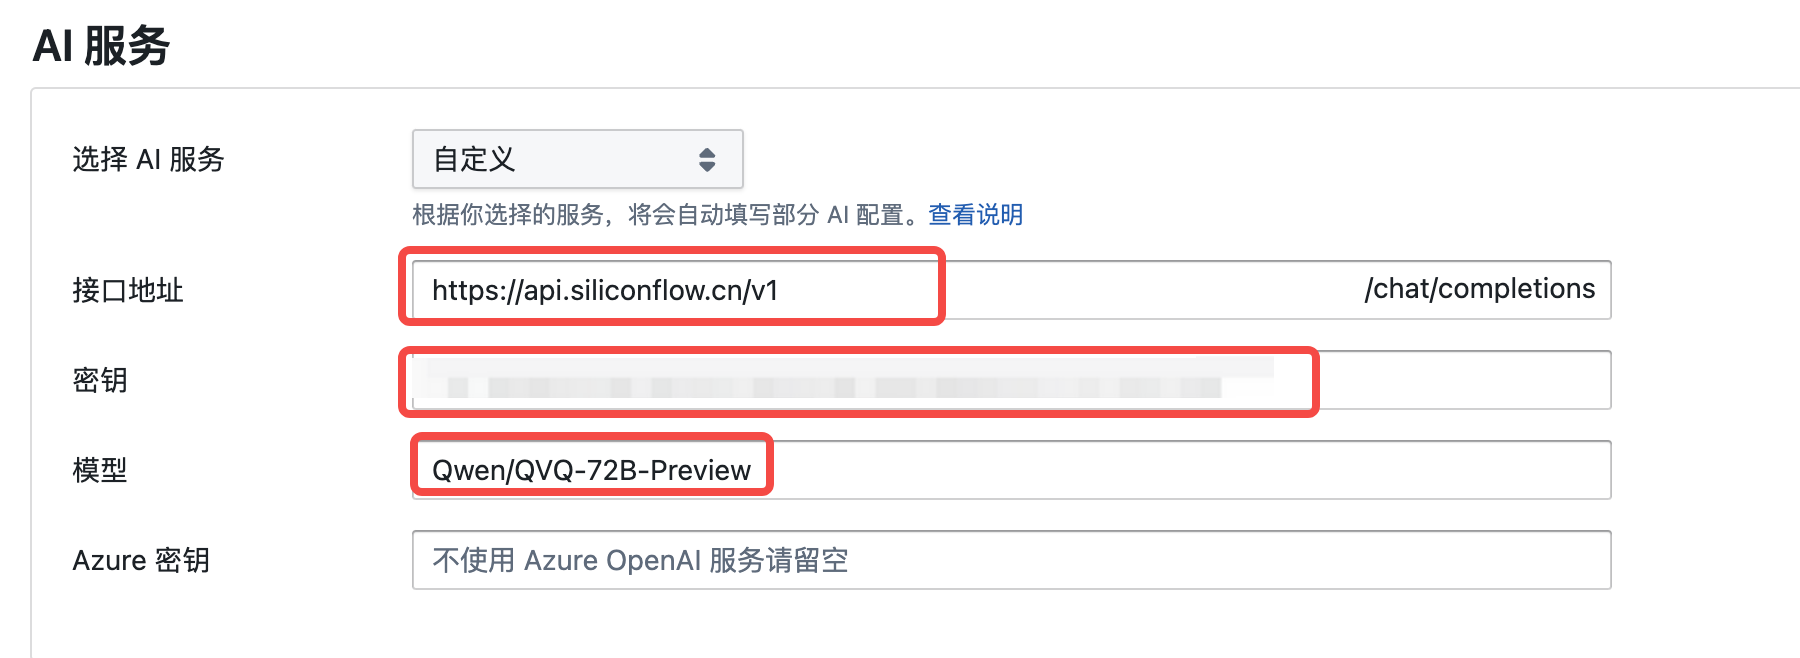 AI 服务
选择 AI 服务
自定义
根据你选择的服务，将会自动填写部分 AI 配置。查看说明
接口地址
https://api.siliconflow.cn/v1
/chat/completions
密钥
模型
Qwen/QVQ-72B-Preview
Azure 密钥
不使用 Azure OpenAI 服务请留空